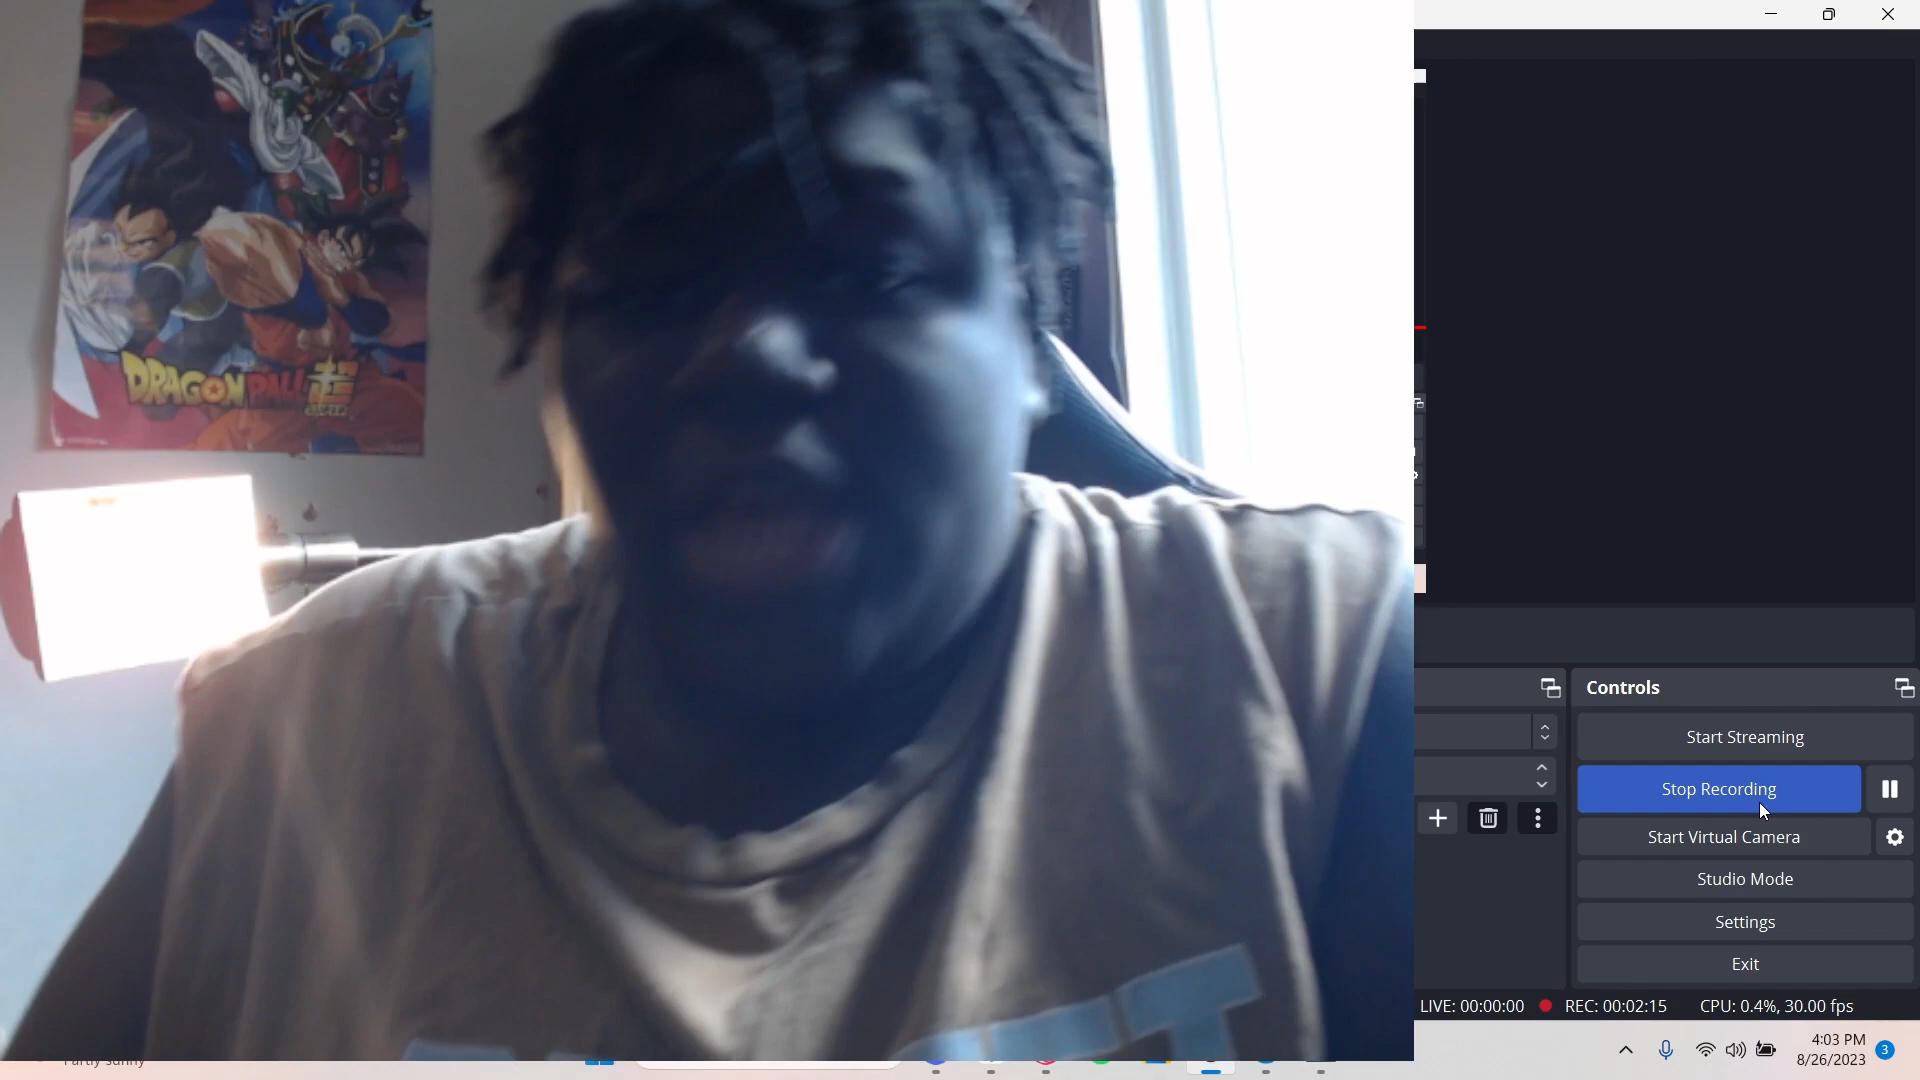 DRAGON BALL 超
Controls
Start Streaming
Stop Recording
Start Virtual Camera
Studio Mode
Settings
Exit
LIVE: 00:00:00 REC: 00:02:15 CPU: 0.4%, 30.00 fps
4:03 PM
8/26/2023 3